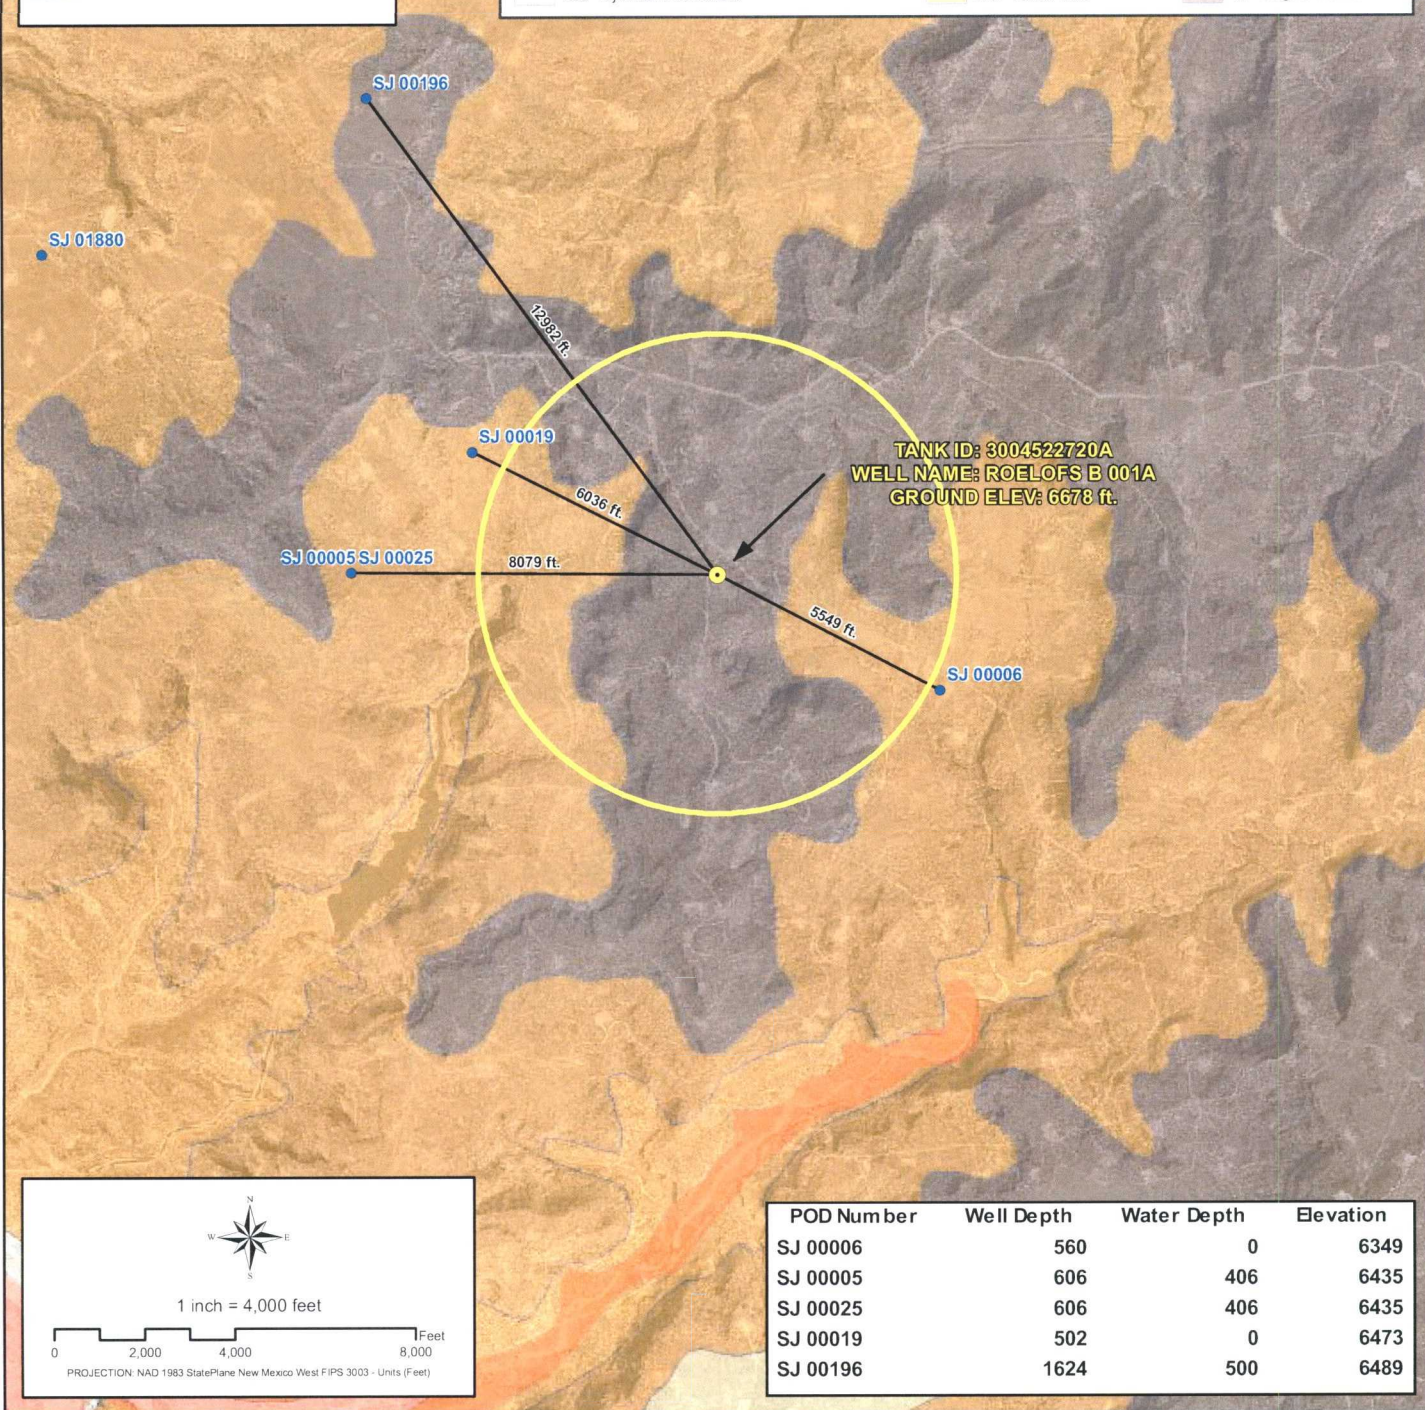 SJ 00196
SJ 01880
12982 ft.
SJ 00019
TANK ID: 3004522720A
WELL NAME: ROELOFS B 001A
GROUND ELEV: 6678 ft.
6036 ft.
SJ 00005 SJ 00025
8079 ft.
5549 ft.
SJ 00006
N
W E
S
1 inch = 4,000 feet
Feet
0 2,000 4,000 8,000
PROJECTION: NAD 1983 StatePlane New Mexico West FIPS 3003 - Units (Feet)
POD Number Well Depth Water Depth Elevation
SJ 00006 560 0 6349
SJ 00005 606 406 6435
SJ 00025 606 406 6435
SJ 00019 502 0 6473
SJ 00196 1624 500 6489